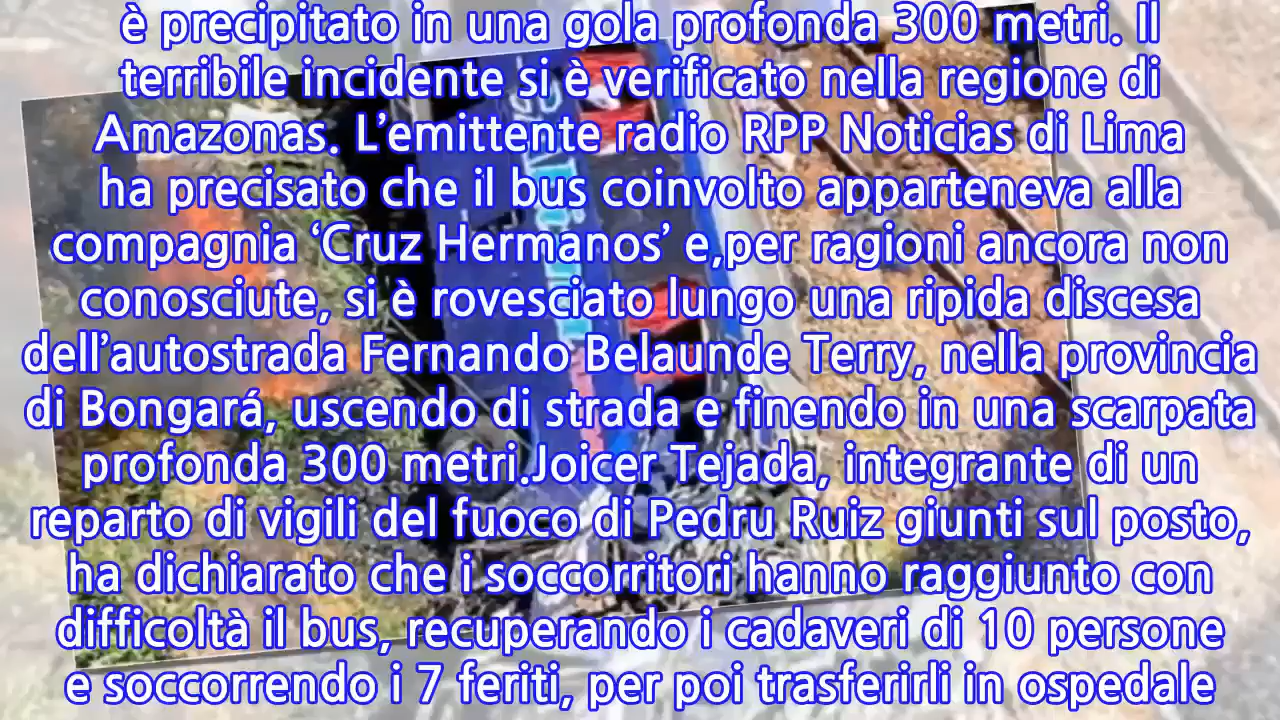 è precipitato in una gola profonda 300 metri. Il
terribile incidente si è verificato nella regione di
Amazonas. L’emittente radio RPP Noticias di Lima
ha precisato che il bus coinvolto apparteneva alla
compagnia ‘Cruz Hermanos’ e,per ragioni ancora non
conosciute, si è rovesciato lungo una ripida discesa
dell’autostrada Fernando Belaunde Terry, nella provincia
di Bongará, uscendo di strada e finendo in una scarpata
profonda 300 metri.Joicer Tejada, integrante di un
reparto di vigili del fuoco di Pedru Ruiz giunti sul posto,
ha dichiarato che i soccorritori hanno raggiunto con
difficoltà il bus, recuperando i cadaveri di 10 persone
e soccorrendo i 7 feriti, per poi trasferirli in ospedale